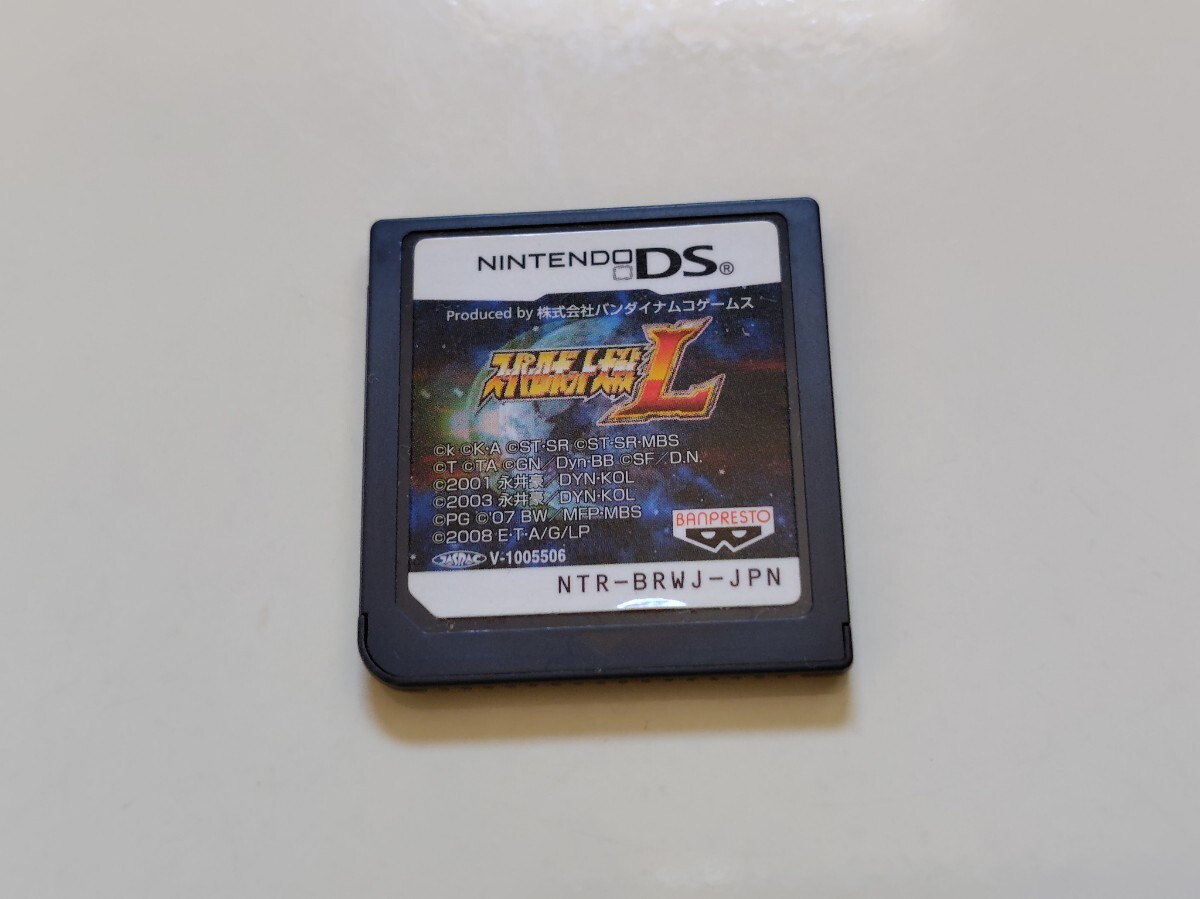 NINTENDO DS®
Produced by 株式会社バンダイナムコゲームス
スーパーロボット大戦L
©k ©K·A ©ST·SR ©ST·SR·MBS
©T ©TA ©GN／Dyn·BB ©SF／D.N.
©2001 永井豪／DYN·KOL
©2003 永井豪／DYN·KOL
©PG ©'07 BW／MFP·MBS
©2008 E·T·A/G/LP
BANPRESTO
JASRAC V-1005506
NTR-BRWJ-JPN